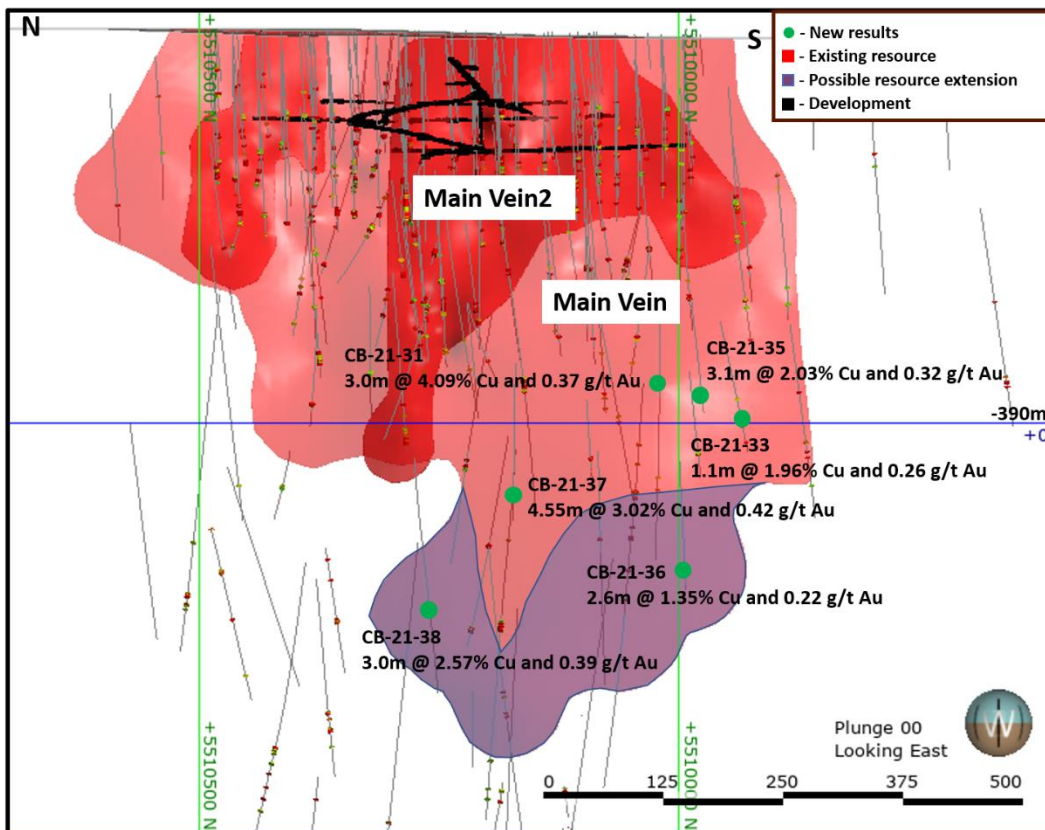 N
S
+5510500 N
+5510000 N
- New results
- Existing resource
- Possible resource extension
- Development
Main Vein2
Main Vein
CB-21-31
3.0m @ 4.09% Cu and 0.37 g/t Au
CB-21-35
3.1m @ 2.03% Cu and 0.32 g/t Au
-390m
+0
CB-21-33
1.1m @ 1.96% Cu and 0.26 g/t Au
CB-21-37
4.55m @ 3.02% Cu and 0.42 g/t Au
CB-21-36
2.6m @ 1.35% Cu and 0.22 g/t Au
CB-21-38
3.0m @ 2.57% Cu and 0.39 g/t Au
+5510500 N
+5510000 N
Plunge 00
Looking East
W
0 125 250 375 500